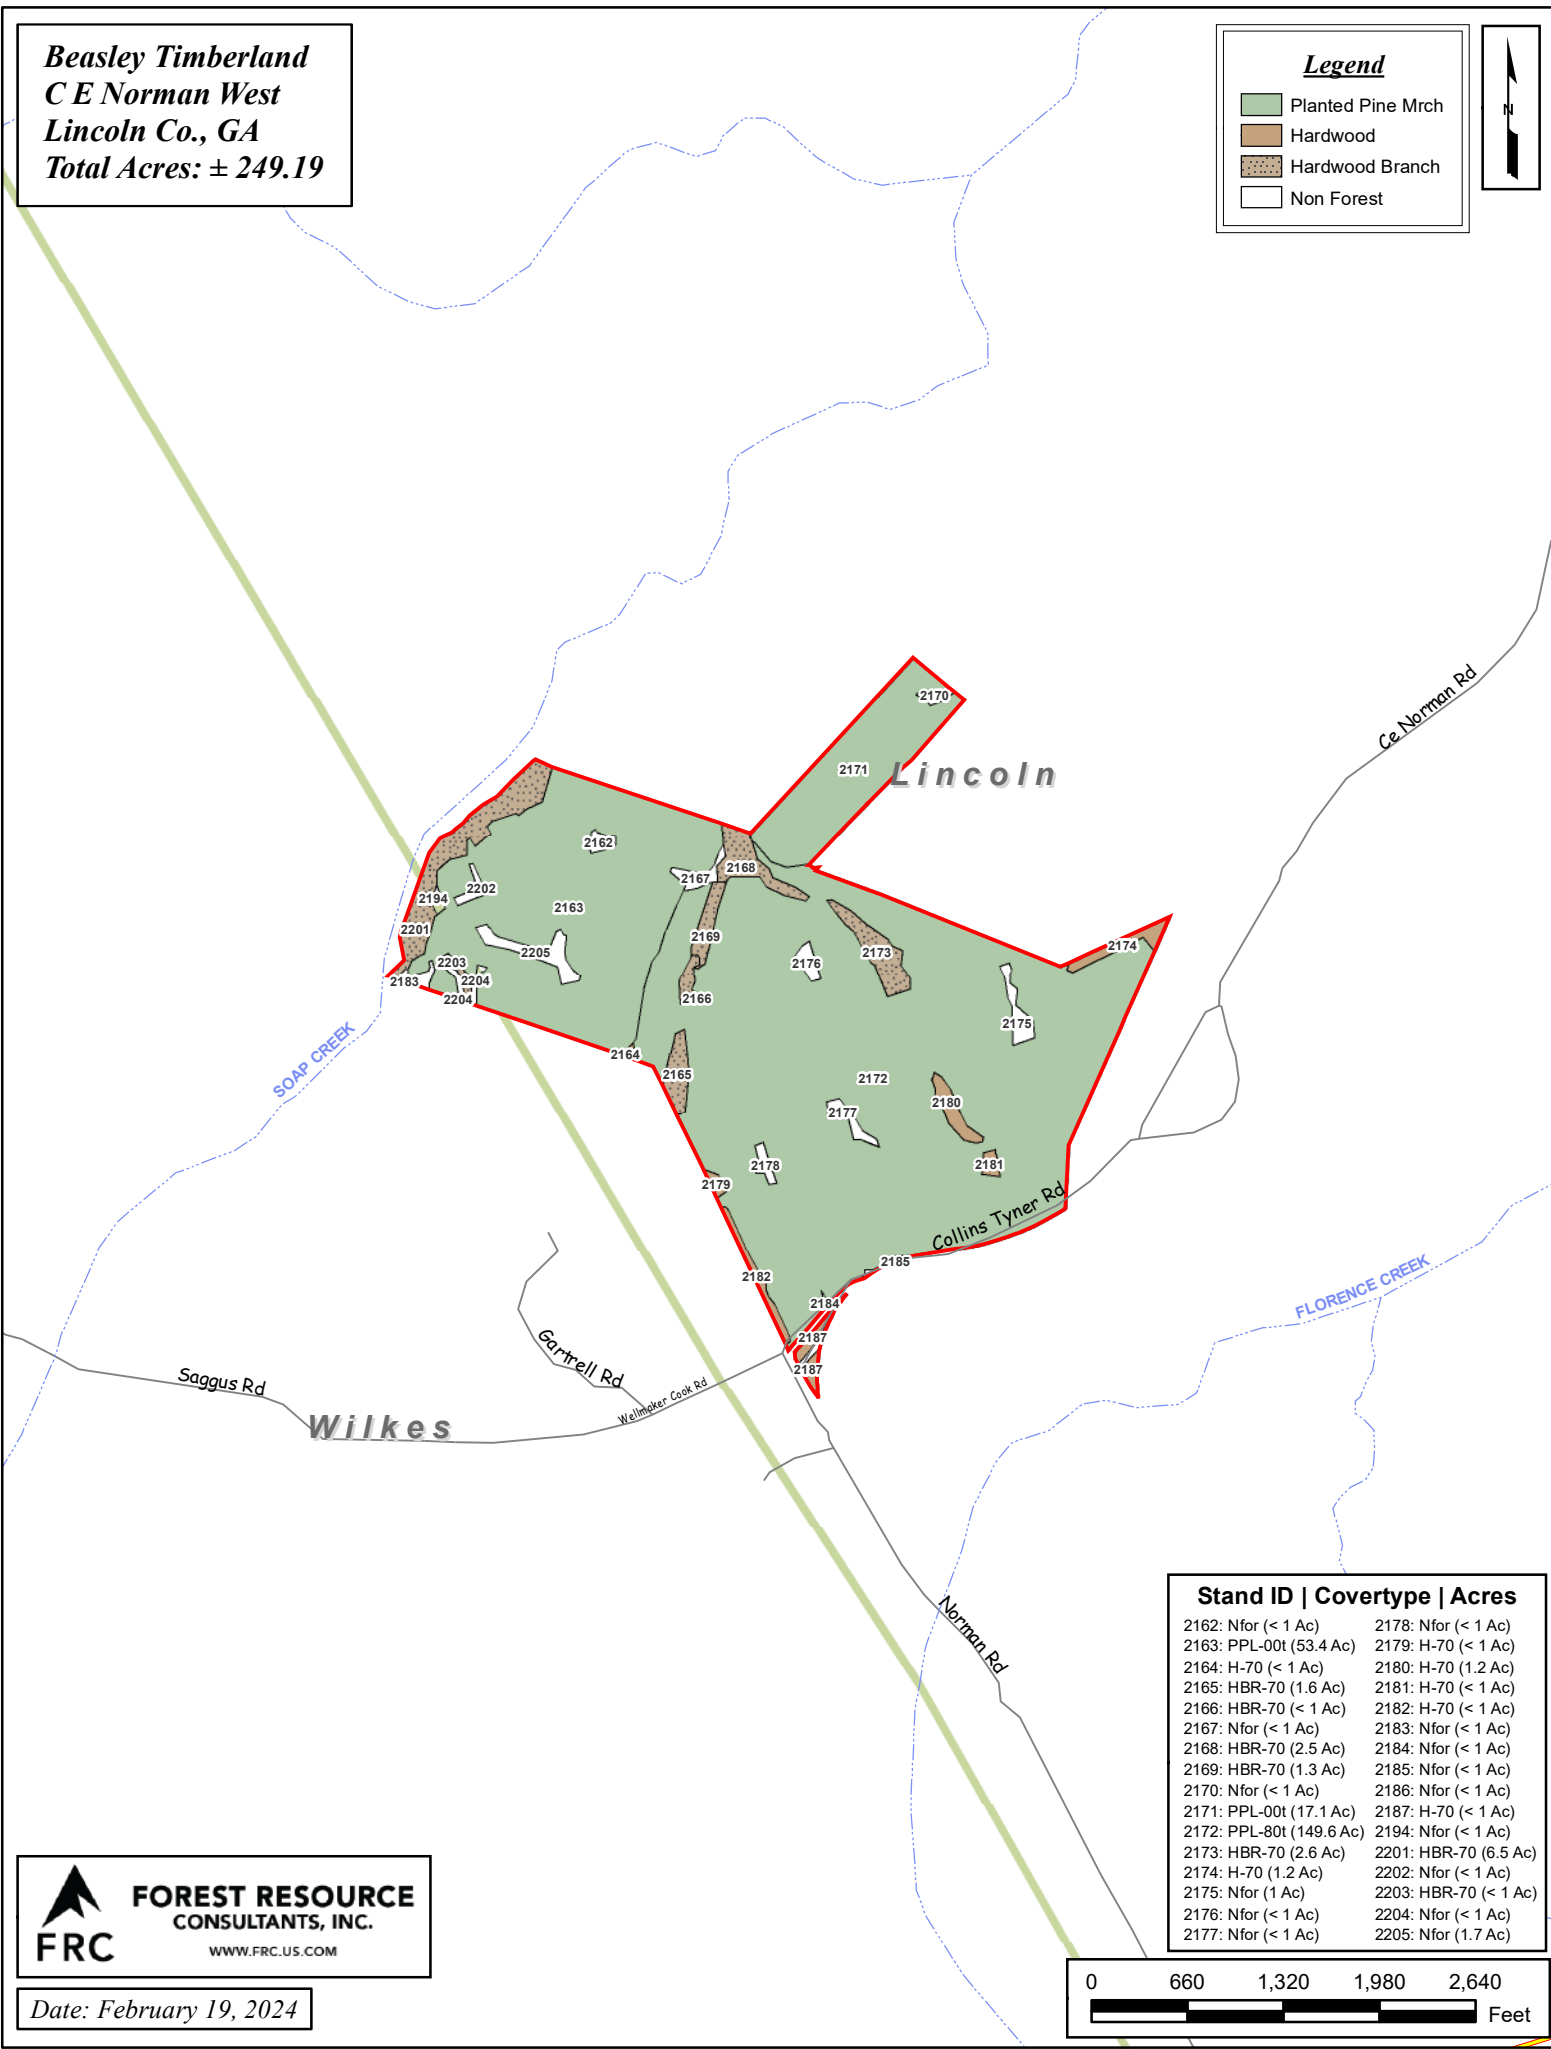 Beasley Timberland
C E Norman West
Lincoln Co., GA
Total Acres: ± 249.19
Legend
Planted Pine Mrch
Hardwood
Hardwood Branch
Non Forest
N
Ce Norman Rd
2170
2171
Lincoln
2162
2168
2167
2202
2194
2163
2201
2169
2205
2173
2174
2176
2203
2183
2204
2204
2166
2175
2164
2165
2172
2180
2177
SOAP CREEK
2178
2181
2179
Collins Tyner Rd
2185
2182
2184
FLORENCE CREEK
2187
2187
Gartrell Rd
Saggus Rd
Wellmaker Cook Rd
Wilkes
Norman Rd
Stand ID | Covertype | Acres
2162: Nfor (< 1 Ac) 2178: Nfor (< 1 Ac)
2163: PPL-00t (53.4 Ac) 2179: H-70 (< 1 Ac)
2164: H-70 (< 1 Ac) 2180: H-70 (1.2 Ac)
2165: HBR-70 (1.6 Ac) 2181: H-70 (< 1 Ac)
2166: HBR-70 (< 1 Ac) 2182: H-70 (< 1 Ac)
2167: Nfor (< 1 Ac) 2183: Nfor (< 1 Ac)
2168: HBR-70 (2.5 Ac) 2184: Nfor (< 1 Ac)
2169: HBR-70 (1.3 Ac) 2185: Nfor (< 1 Ac)
2170: Nfor (< 1 Ac) 2186: Nfor (< 1 Ac)
2171: PPL-00t (17.1 Ac) 2187: H-70 (< 1 Ac)
2172: PPL-80t (149.6 Ac) 2194: Nfor (< 1 Ac)
2173: HBR-70 (2.6 Ac) 2201: HBR-70 (6.5 Ac)
2174: H-70 (1.2 Ac) 2202: Nfor (< 1 Ac)
2175: Nfor (1 Ac) 2203: HBR-70 (< 1 Ac)
2176: Nfor (< 1 Ac) 2204: Nfor (< 1 Ac)
2177: Nfor (< 1 Ac) 2205: Nfor (1.7 Ac)
FRC
FOREST RESOURCE
CONSULTANTS, INC.
WWW.FRC.US.COM
Date: February 19, 2024
0 660 1,320 1,980 2,640
Feet